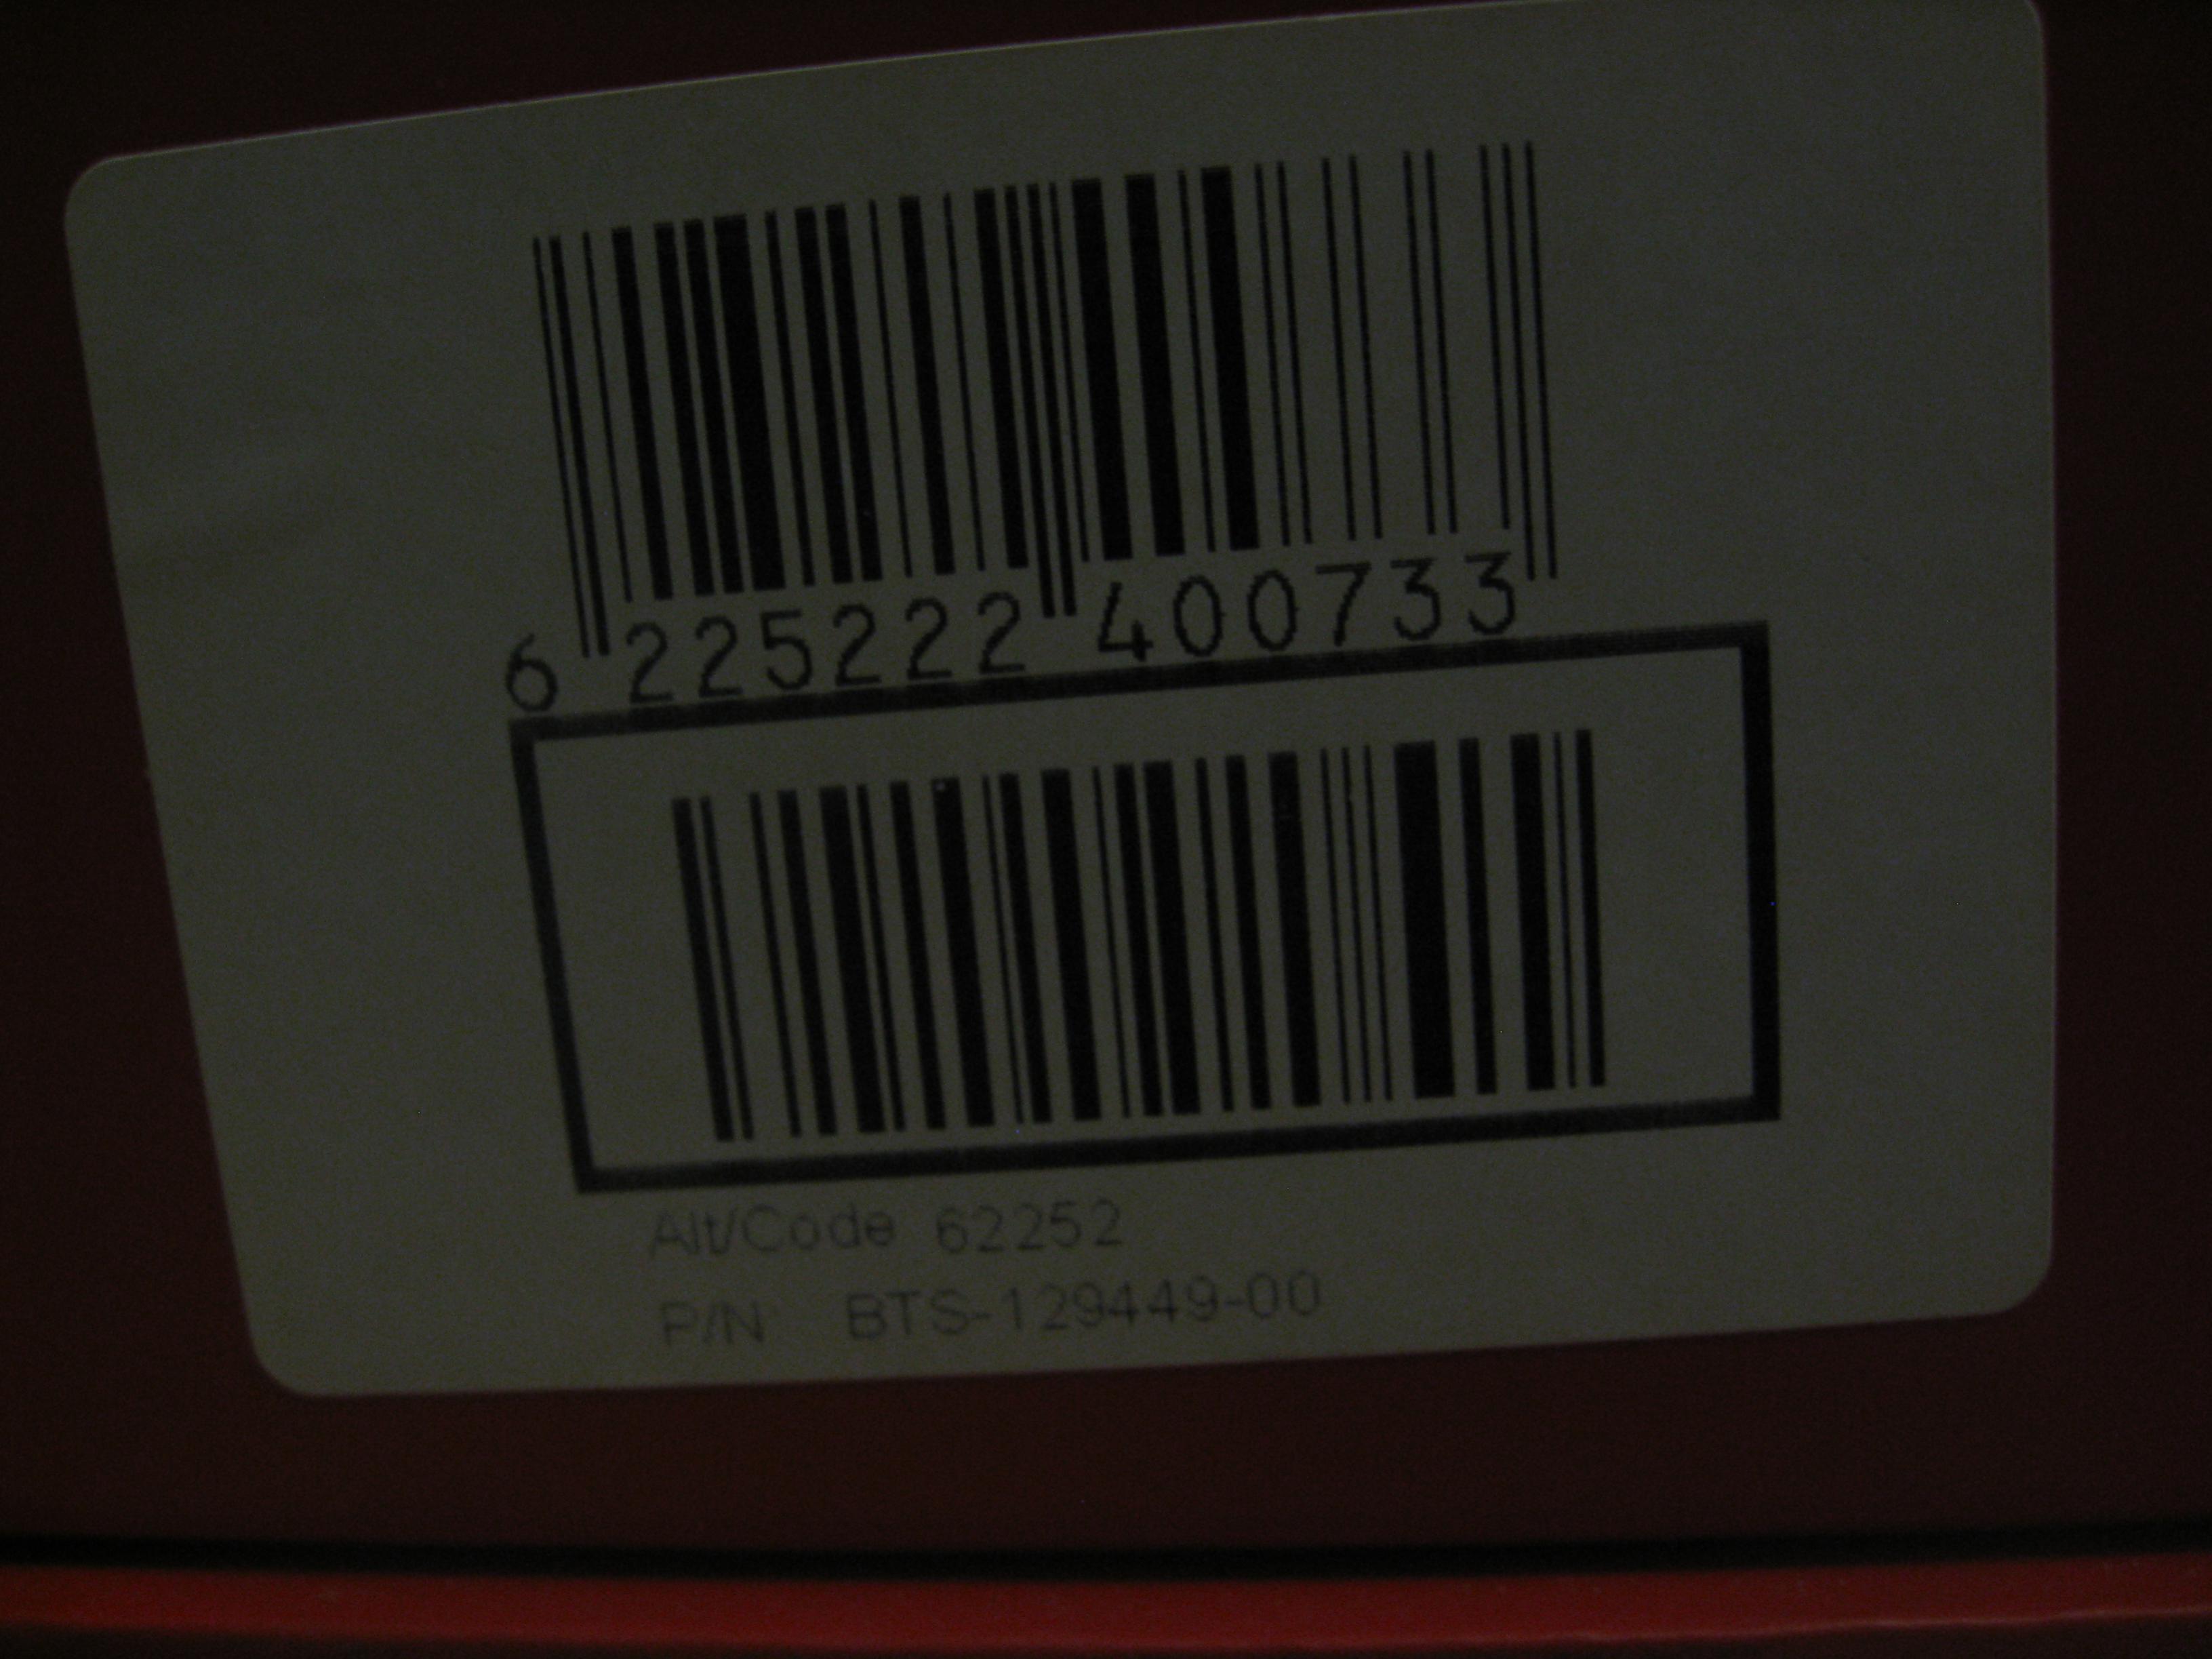 6 225222 400733
Alt/Code 62252
P/N BTS-129449-00